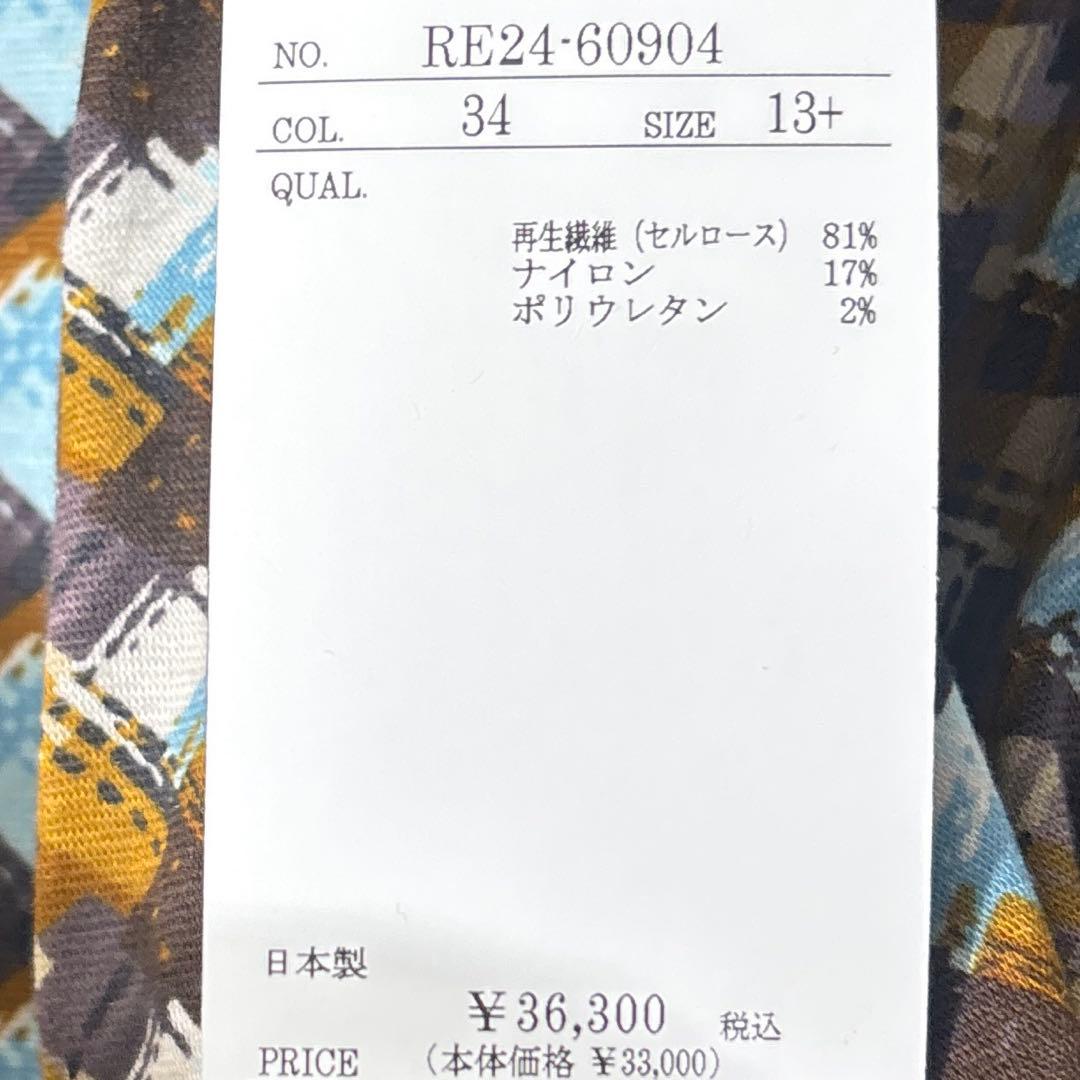 NO. RE24-60904
COL. 34 SIZE 13+
QUAL.
再生繊維 (セルロース) 81%
ナイロン 17%
ポリウレタン 2%
日本製
¥36,300 税込
PRICE (本体価格 ¥33,000)